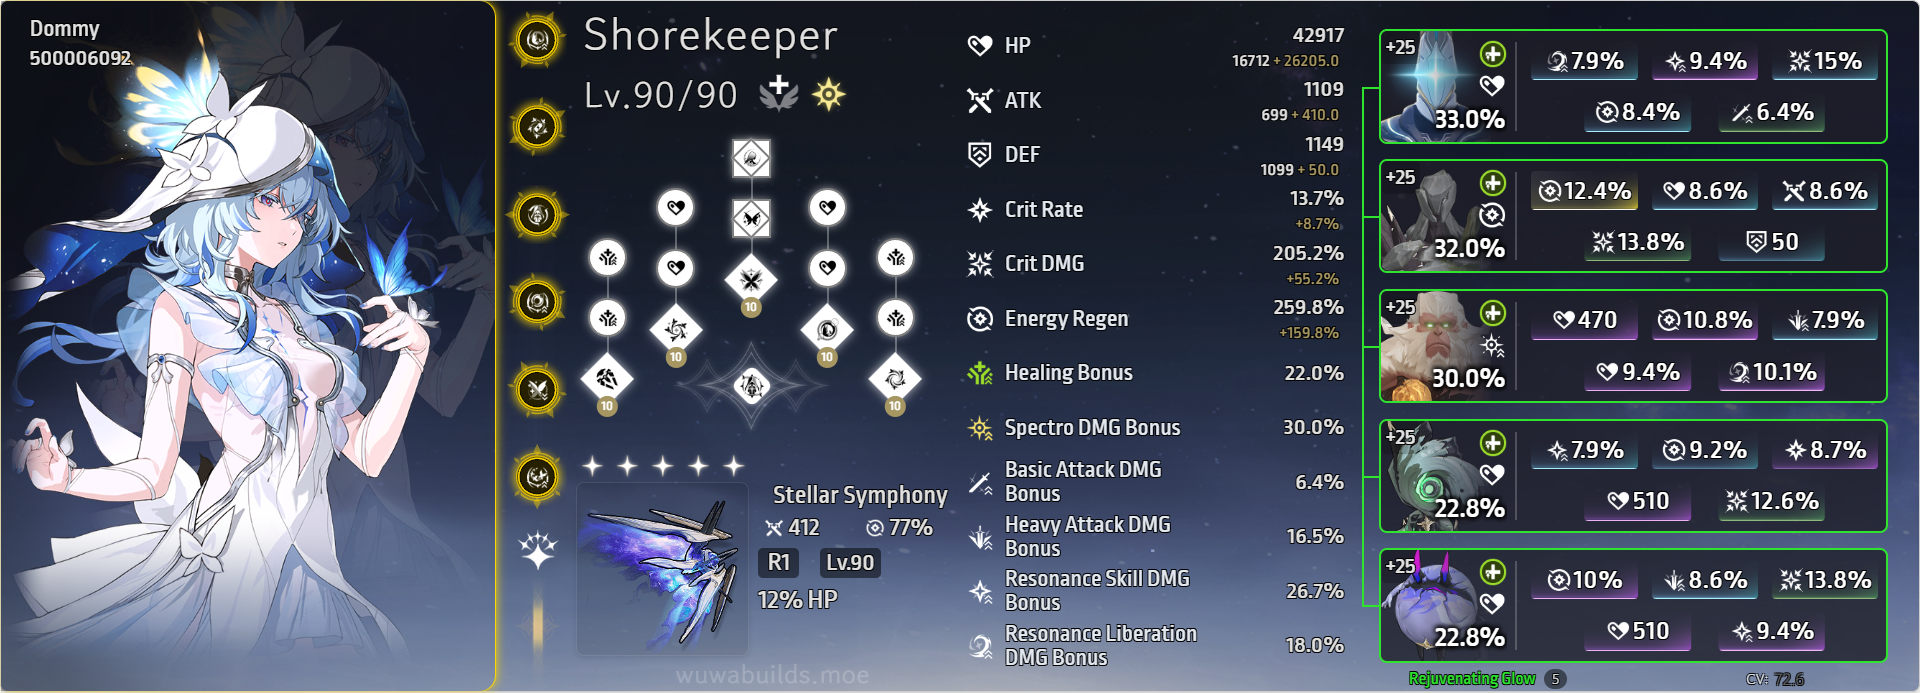 Dommy
500006092
Shorekeeper
Lv.90/90
10
10
10
10
10
Stellar Symphony
412 77%
R1 Lv.90
12% HP
wuwabuilds.moe
HP 42917
16712 + 26205.0
ATK 1109
699 + 410.0
DEF 1149
1099 + 50.0
Crit Rate 13.7%
+8.7%
Crit DMG 205.2%
+55.2%
Energy Regen 259.8%
+159.8%
Healing Bonus 22.0%
Spectro DMG Bonus 30.0%
Basic Attack DMG
Bonus 6.4%
Heavy Attack DMG
Bonus 16.5%
Resonance Skill DMG
Bonus 26.7%
Resonance Liberation
DMG Bonus 18.0%
+25 7.9% 9.4% 15%
33.0% 8.4% 6.4%
+25 12.4% 8.6% 8.6%
32.0% 13.8% 50
+25 470 10.8% 7.9%
30.0% 9.4% 10.1%
+25 7.9% 9.2% 8.7%
22.8% 510 12.6%
+25 10% 8.6% 13.8%
22.8% 510 9.4%
Rejuvenating Glow 5 CV: 72.6